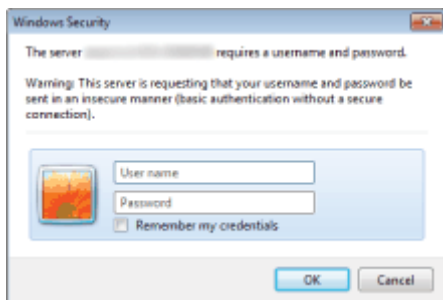 Windows Security
The server requires a username and password.
Warning: This server is requesting that your username and password be
sent in an insecure manner (basic authentication without a secure
connection).
User name
Password
Remember my credentials
OK
Cancel